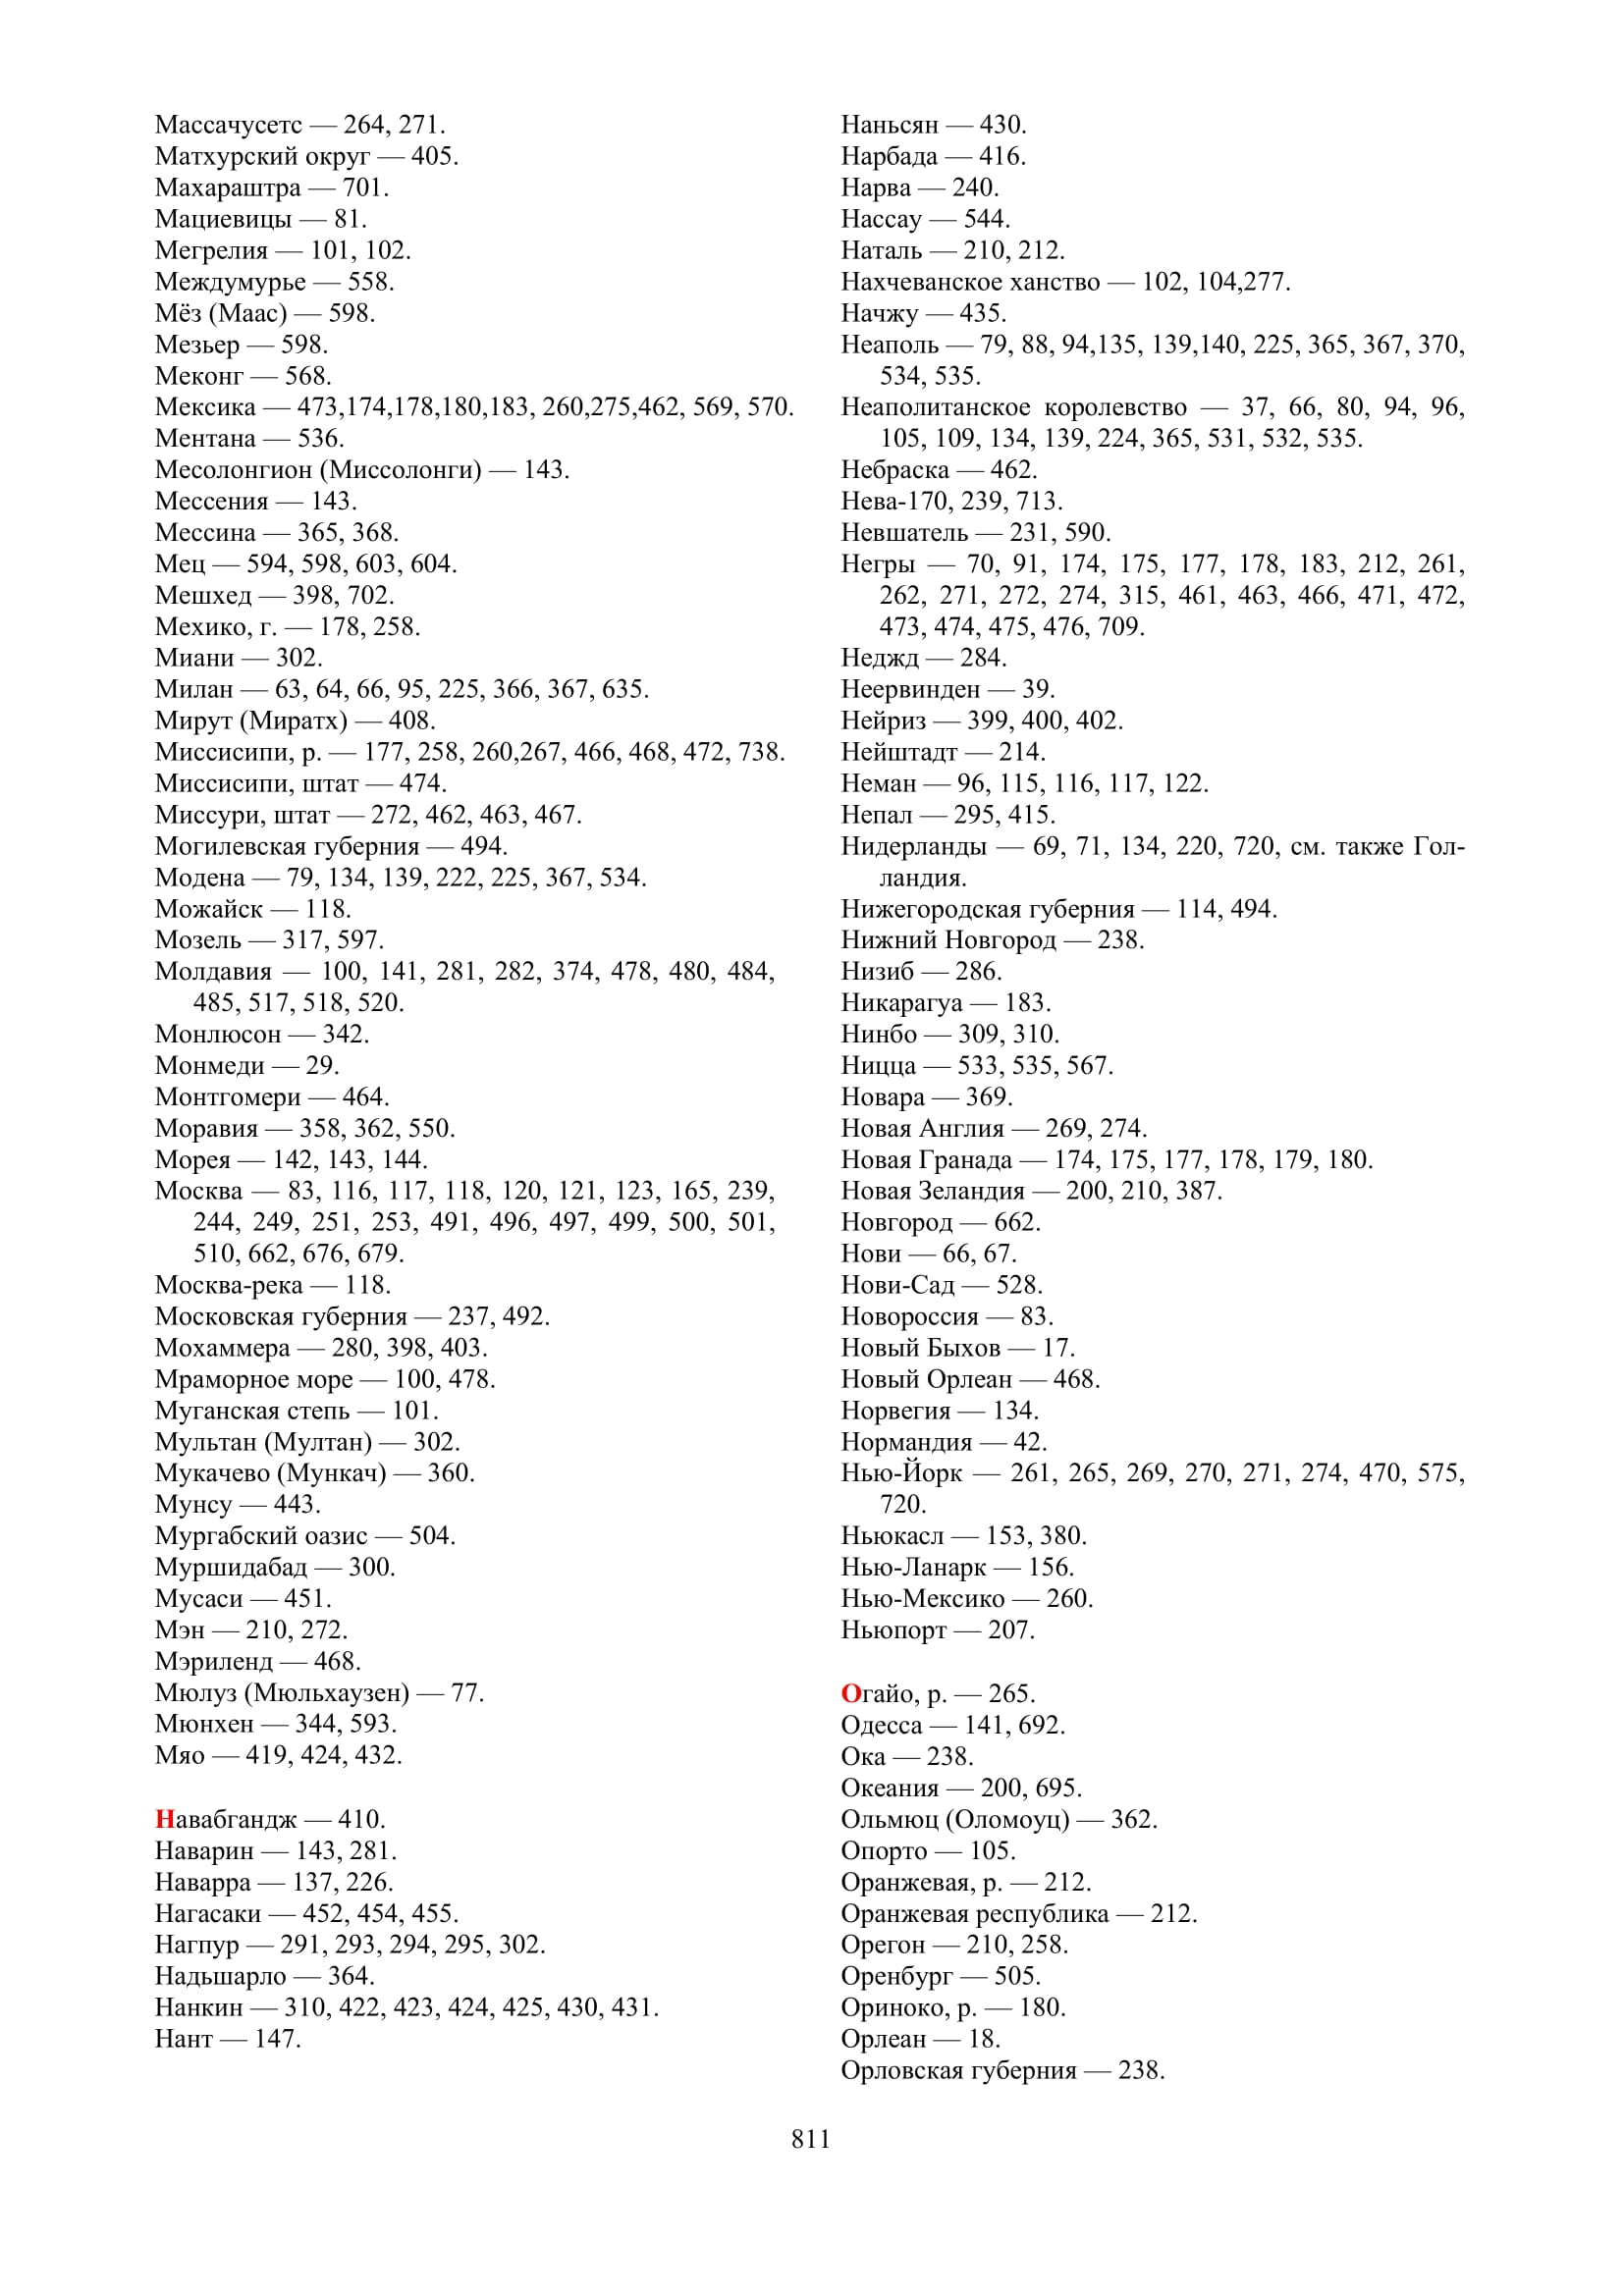 Массачусетс — 264, 271.
Матхурский округ — 405.
Махараштра — 701.
Мациевицы — 81.
Мегрелия — 101, 102.
Междумурье — 558.
Мёз (Маас) — 598.
Мезьер — 598.
Меконг — 568.
Мексика — 473,174,178,180,183, 260,275,462, 569, 570.
Ментана — 536.
Месолонгион (Миссолонги) — 143.
Мессения — 143.
Мессина — 365, 368.
Мец — 594, 598, 603, 604.
Мешхед — 398, 702.
Мехико, г. — 178, 258.
Миани — 302.
Милан — 63, 64, 66, 95, 225, 366, 367, 635.
Мирут (Миратх) — 408.
Миссисипи, р. — 177, 258, 260,267, 466, 468, 472, 738.
Миссисипи, штат — 474.
Миссури, штат — 272, 462, 463, 467.
Могилевская губерния — 494.
Модена — 79, 134, 139, 222, 225, 367, 534.
Можайск — 118.
Мозель — 317, 597.
Молдавия — 100, 141, 281, 282, 374, 478, 480, 484,
485, 517, 518, 520.
Монлюсон — 342.
Монмеди — 29.
Монтгомери — 464.
Моравия — 358, 362, 550.
Морея — 142, 143, 144.
Москва — 83, 116, 117, 118, 120, 121, 123, 165, 239,
244, 249, 251, 253, 491, 496, 497, 499, 500, 501,
510, 662, 676, 679.
Москва-река — 118.
Московская губерния — 237, 492.
Мохаммера — 280, 398, 403.
Мраморное море — 100, 478.
Муганская степь — 101.
Мультан (Мултан) — 302.
Мукачево (Мункач) — 360.
Мунсу — 443.
Мургабский оазис — 504.
Муршидабад — 300.
Мусаси — 451.
Мэн — 210, 272.
Мэриленд — 468.
Мюлуз (Мюльхаузен) — 77.
Мюнхен — 344, 593.
Мяо — 419, 424, 432.
Навабгандж — 410.
Наварин — 143, 281.
Наварра — 137, 226.
Нагасаки — 452, 454, 455.
Нагпур — 291, 293, 294, 295, 302.
Надьшарло — 364.
Нанкин — 310, 422, 423, 424, 425, 430, 431.
Нант — 147.
Наньсян — 430.
Нарбада — 416.
Нарва — 240.
Нассау — 544.
Наталь — 210, 212.
Нахчеванское ханство — 102, 104,277.
Начжу — 435.
Неаполь — 79, 88, 94,135, 139,140, 225, 365, 367, 370,
534, 535.
Неаполитанское королевство — 37, 66, 80, 94, 96,
105, 109, 134, 139, 224, 365, 531, 532, 535.
Небраска — 462.
Нева-170, 239, 713.
Невшатель — 231, 590.
Негры — 70, 91, 174, 175, 177, 178, 183, 212, 261,
262, 271, 272, 274, 315, 461, 463, 466, 471, 472,
473, 474, 475, 476, 709.
Неджд — 284.
Неервинден — 39.
Нейриз — 399, 400, 402.
Нейштадт — 214.
Неман — 96, 115, 116, 117, 122.
Непал — 295, 415.
Нидерланды — 69, 71, 134, 220, 720, см. также Гол-
ландия.
Нижегородская губерния — 114, 494.
Нижний Новгород — 238.
Низиб — 286.
Никарагуа — 183.
Нинбо — 309, 310.
Ницца — 533, 535, 567.
Новара — 369.
Новая Англия — 269, 274.
Новая Гранада — 174, 175, 177, 178, 179, 180.
Новая Зеландия — 200, 210, 387.
Новгород — 662.
Нови — 66, 67.
Нови-Сад — 528.
Новороссия — 83.
Новый Быхов — 17.
Новый Орлеан — 468.
Норвегия — 134.
Нормандия — 42.
Нью-Йорк — 261, 265, 269, 270, 271, 274, 470, 575,
720.
Ньюкасл — 153, 380.
Нью-Ланарк — 156.
Нью-Мексико — 260.
Ньюпорт — 207.
Огайо, р. — 265.
Одесса — 141, 692.
Ока — 238.
Океания — 200, 695.
Ольмюц (Оломоуц) — 362.
Опорто — 105.
Оранжевая, р. — 212.
Оранжевая республика — 212.
Орегон — 210, 258.
Оренбург — 505.
Ориноко, р. — 180.
Орлеан — 18.
Орловская губерния — 238.
811